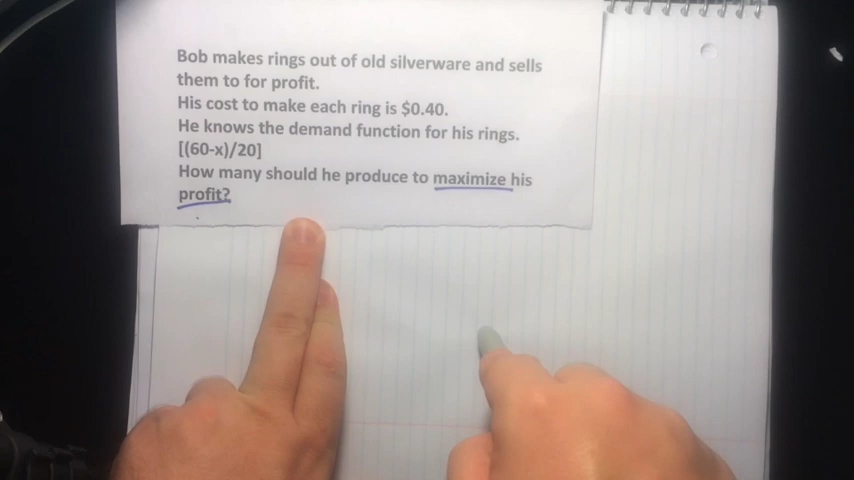 Bob makes rings out of old silverware and sells
them to for profit.
His cost to make each ring is $0.40.
He knows the demand function for his rings.
[(60-x)/20]
How many should he produce to maximize his
profit?